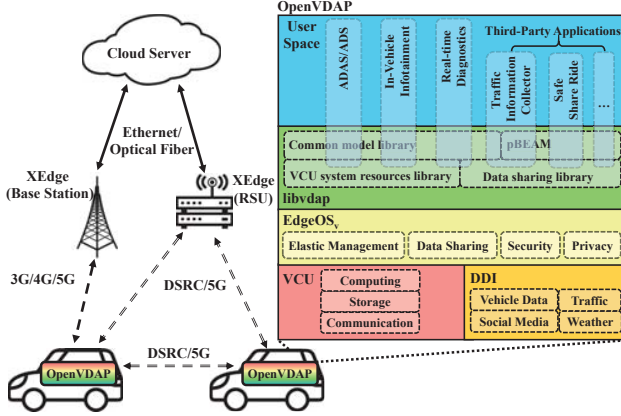 Cloud Server
Ethernet/
Optical Fiber
XEdge
(Base Station)
XEdge
(RSU)
3G/4G/5G
DSRC/5G
DSRC/5G
DSRC/5G
OpenVDAP
OpenVDAP
OpenVDAP
User
Space
ADAS/ADS
In-Vehicle
Infotainment
Real-time
Diagnostics
Third-Party Applications
Traffic
Information
Collector
Safe
Share Ride
...
Common model library
pBEAM
VCU system resources library
Data sharing library
libvdap
EdgeOSv
Elastic Management
Data Sharing
Security
Privacy
VCU
Computing
Storage
Communication
DDI
Vehicle Data
Traffic
Social Media
Weather